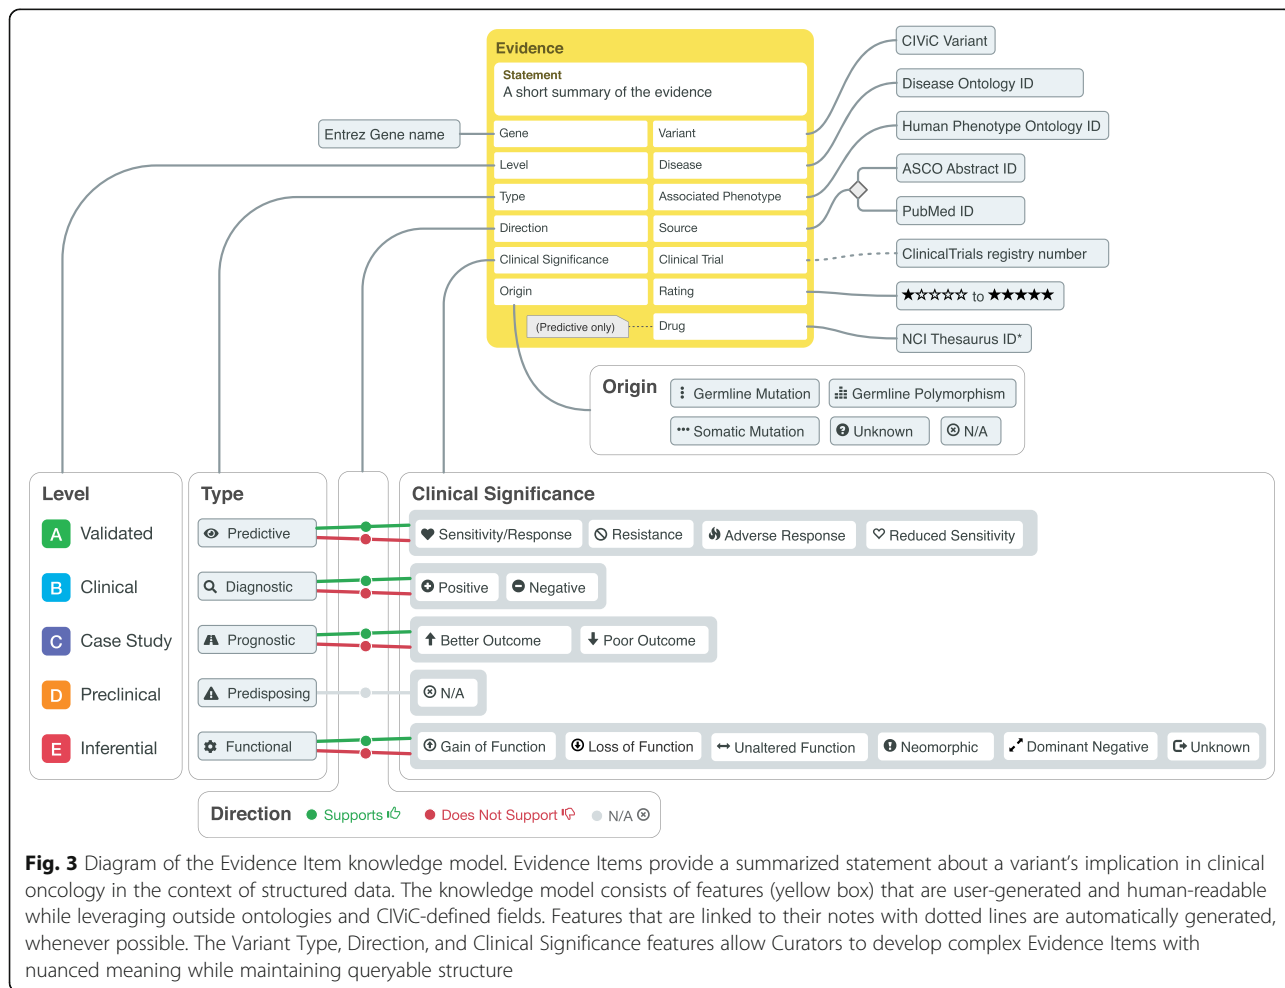 Evidence
Statement
A short summary of the evidence
Entrez Gene name
Gene
Variant
CIViC Variant
Level
Disease
Disease Ontology ID
Type
Associated Phenotype
Human Phenotype Ontology ID
Direction
Source
ASCO Abstract ID
PubMed ID
Clinical Significance
Clinical Trial
ClinicalTrials registry number
Origin
Rating
★☆☆☆☆ to ★★★★★
(Predictive only)
Drug
NCI Thesaurus ID*
Origin
Germline Mutation
Germline Polymorphism
Somatic Mutation
Unknown
N/A
Level
A Validated
B Clinical
C Case Study
D Preclinical
E Inferential
Type
Predictive
Diagnostic
Prognostic
Predisposing
Functional
Clinical Significance
Sensitivity/Response
Resistance
Adverse Response
Reduced Sensitivity
Positive
Negative
Better Outcome
Poor Outcome
N/A
Gain of Function
Loss of Function
Unaltered Function
Neomorphic
Dominant Negative
Unknown
Direction
Supports
Does Not Support
N/A
Fig. 3 Diagram of the Evidence Item knowledge model. Evidence Items provide a summarized statement about a variant's implication in clinical
oncology in the context of structured data. The knowledge model consists of features (yellow box) that are user-generated and human-readable
while leveraging outside ontologies and CIViC-defined fields. Features that are linked to their notes with dotted lines are automatically generated,
whenever possible. The Variant Type, Direction, and Clinical Significance features allow Curators to develop complex Evidence Items with
nuanced meaning while maintaining queryable structure